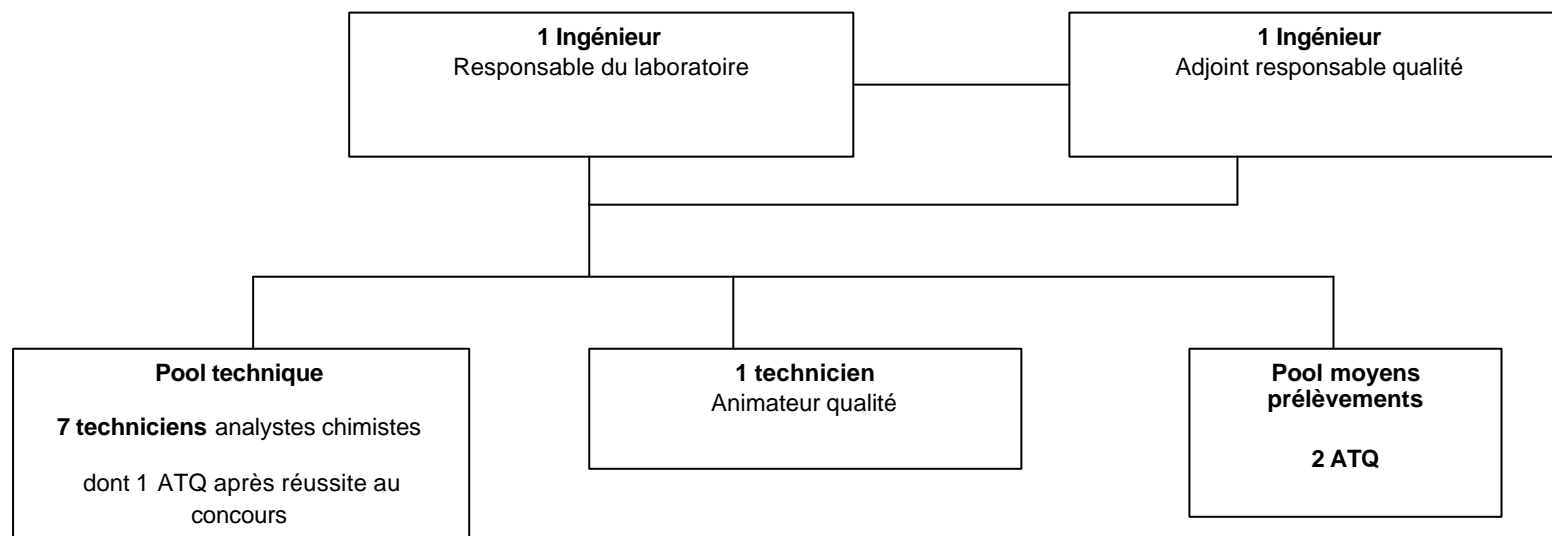 1 Ingénieur
Responsable du laboratoire
1 Ingénieur
Adjoint responsable qualité
Pool technique
7 techniciens analystes chimistes
dont 1 ATQ après réussite au
concours
1 technicien
Animateur qualité
Pool moyens
prélèvements
2 ATQ